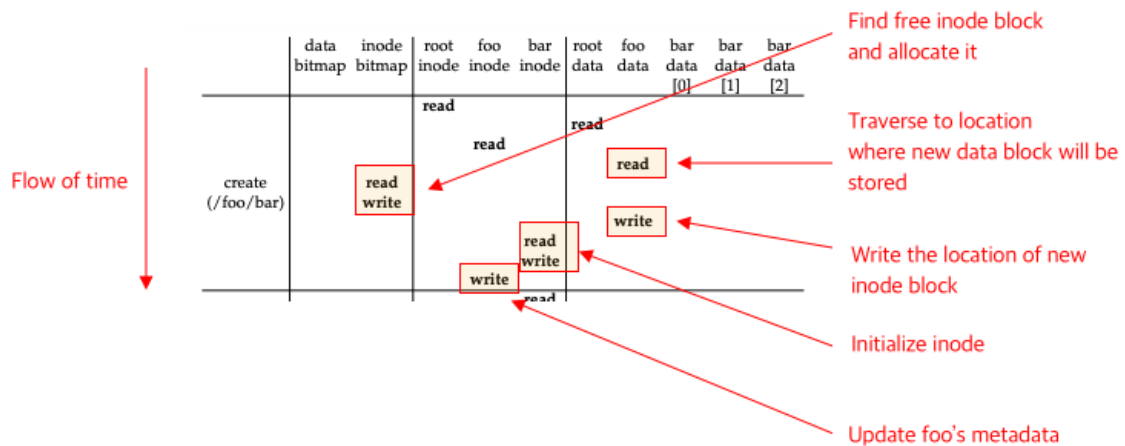 Find free inode block
and allocate it
data inode root foo bar root foo bar bar bar
bitmap bitmap inode inode inode data data data data data
[0] [1] [2]
read
read
read
Traverse to location
where new data block will be
stored
read
Flow of time
create
(/foo/bar)
read
write
write
Write the location of new
inode block
read
write
write
read
Initialize inode
Update foo's metadata